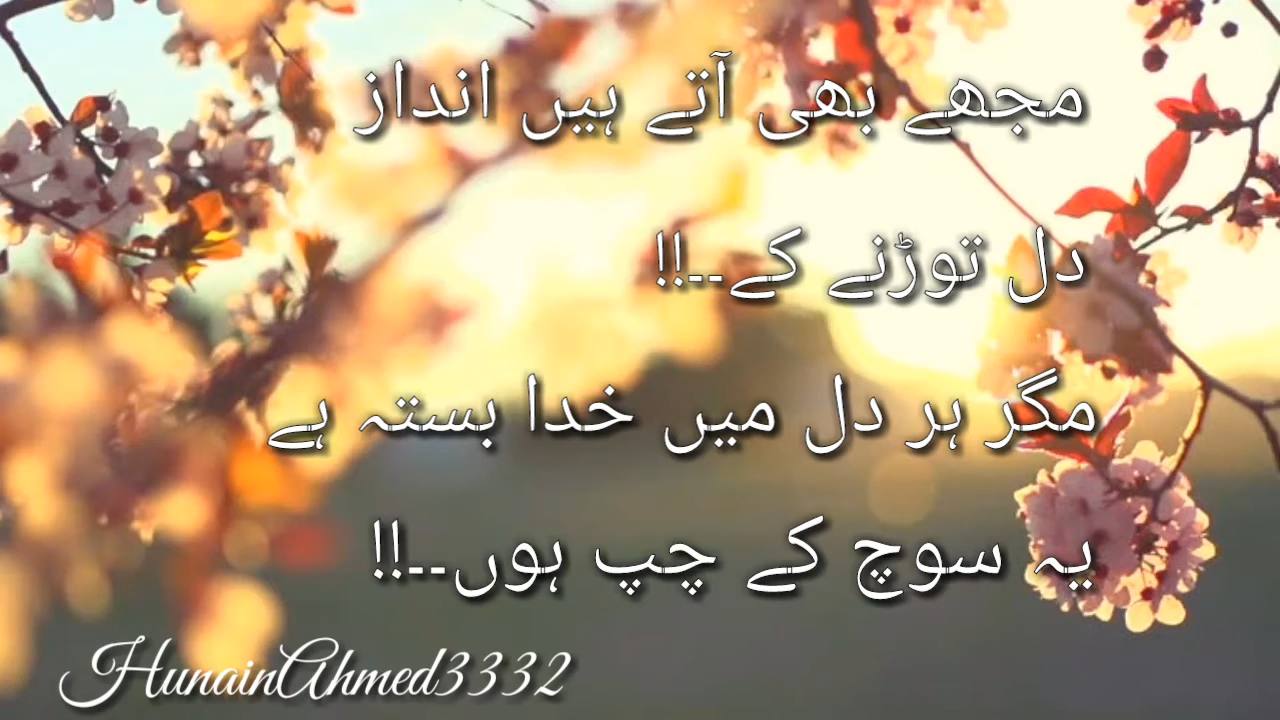 مجھے بھی آتے ہیں انداز
دل توڑنے کے--!!
مگر ہر دل میں خدا بستہ ہے
یہ سوچ کے چپ ہوں--!!
HunainAhmed3332